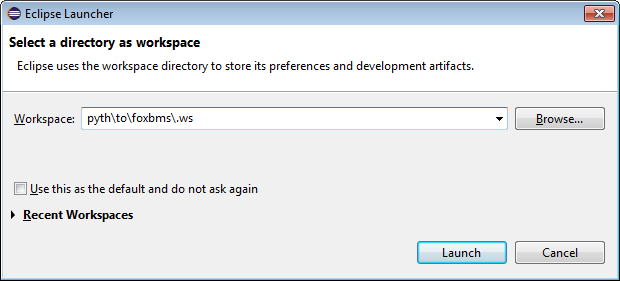 Eclipse Launcher
Select a directory as workspace
Eclipse uses the workspace directory to store its preferences and development artifacts.
Workspace: pyth\to\foxbms\.ws Browse...
Use this as the default and do not ask again
Recent Workspaces
Launch Cancel